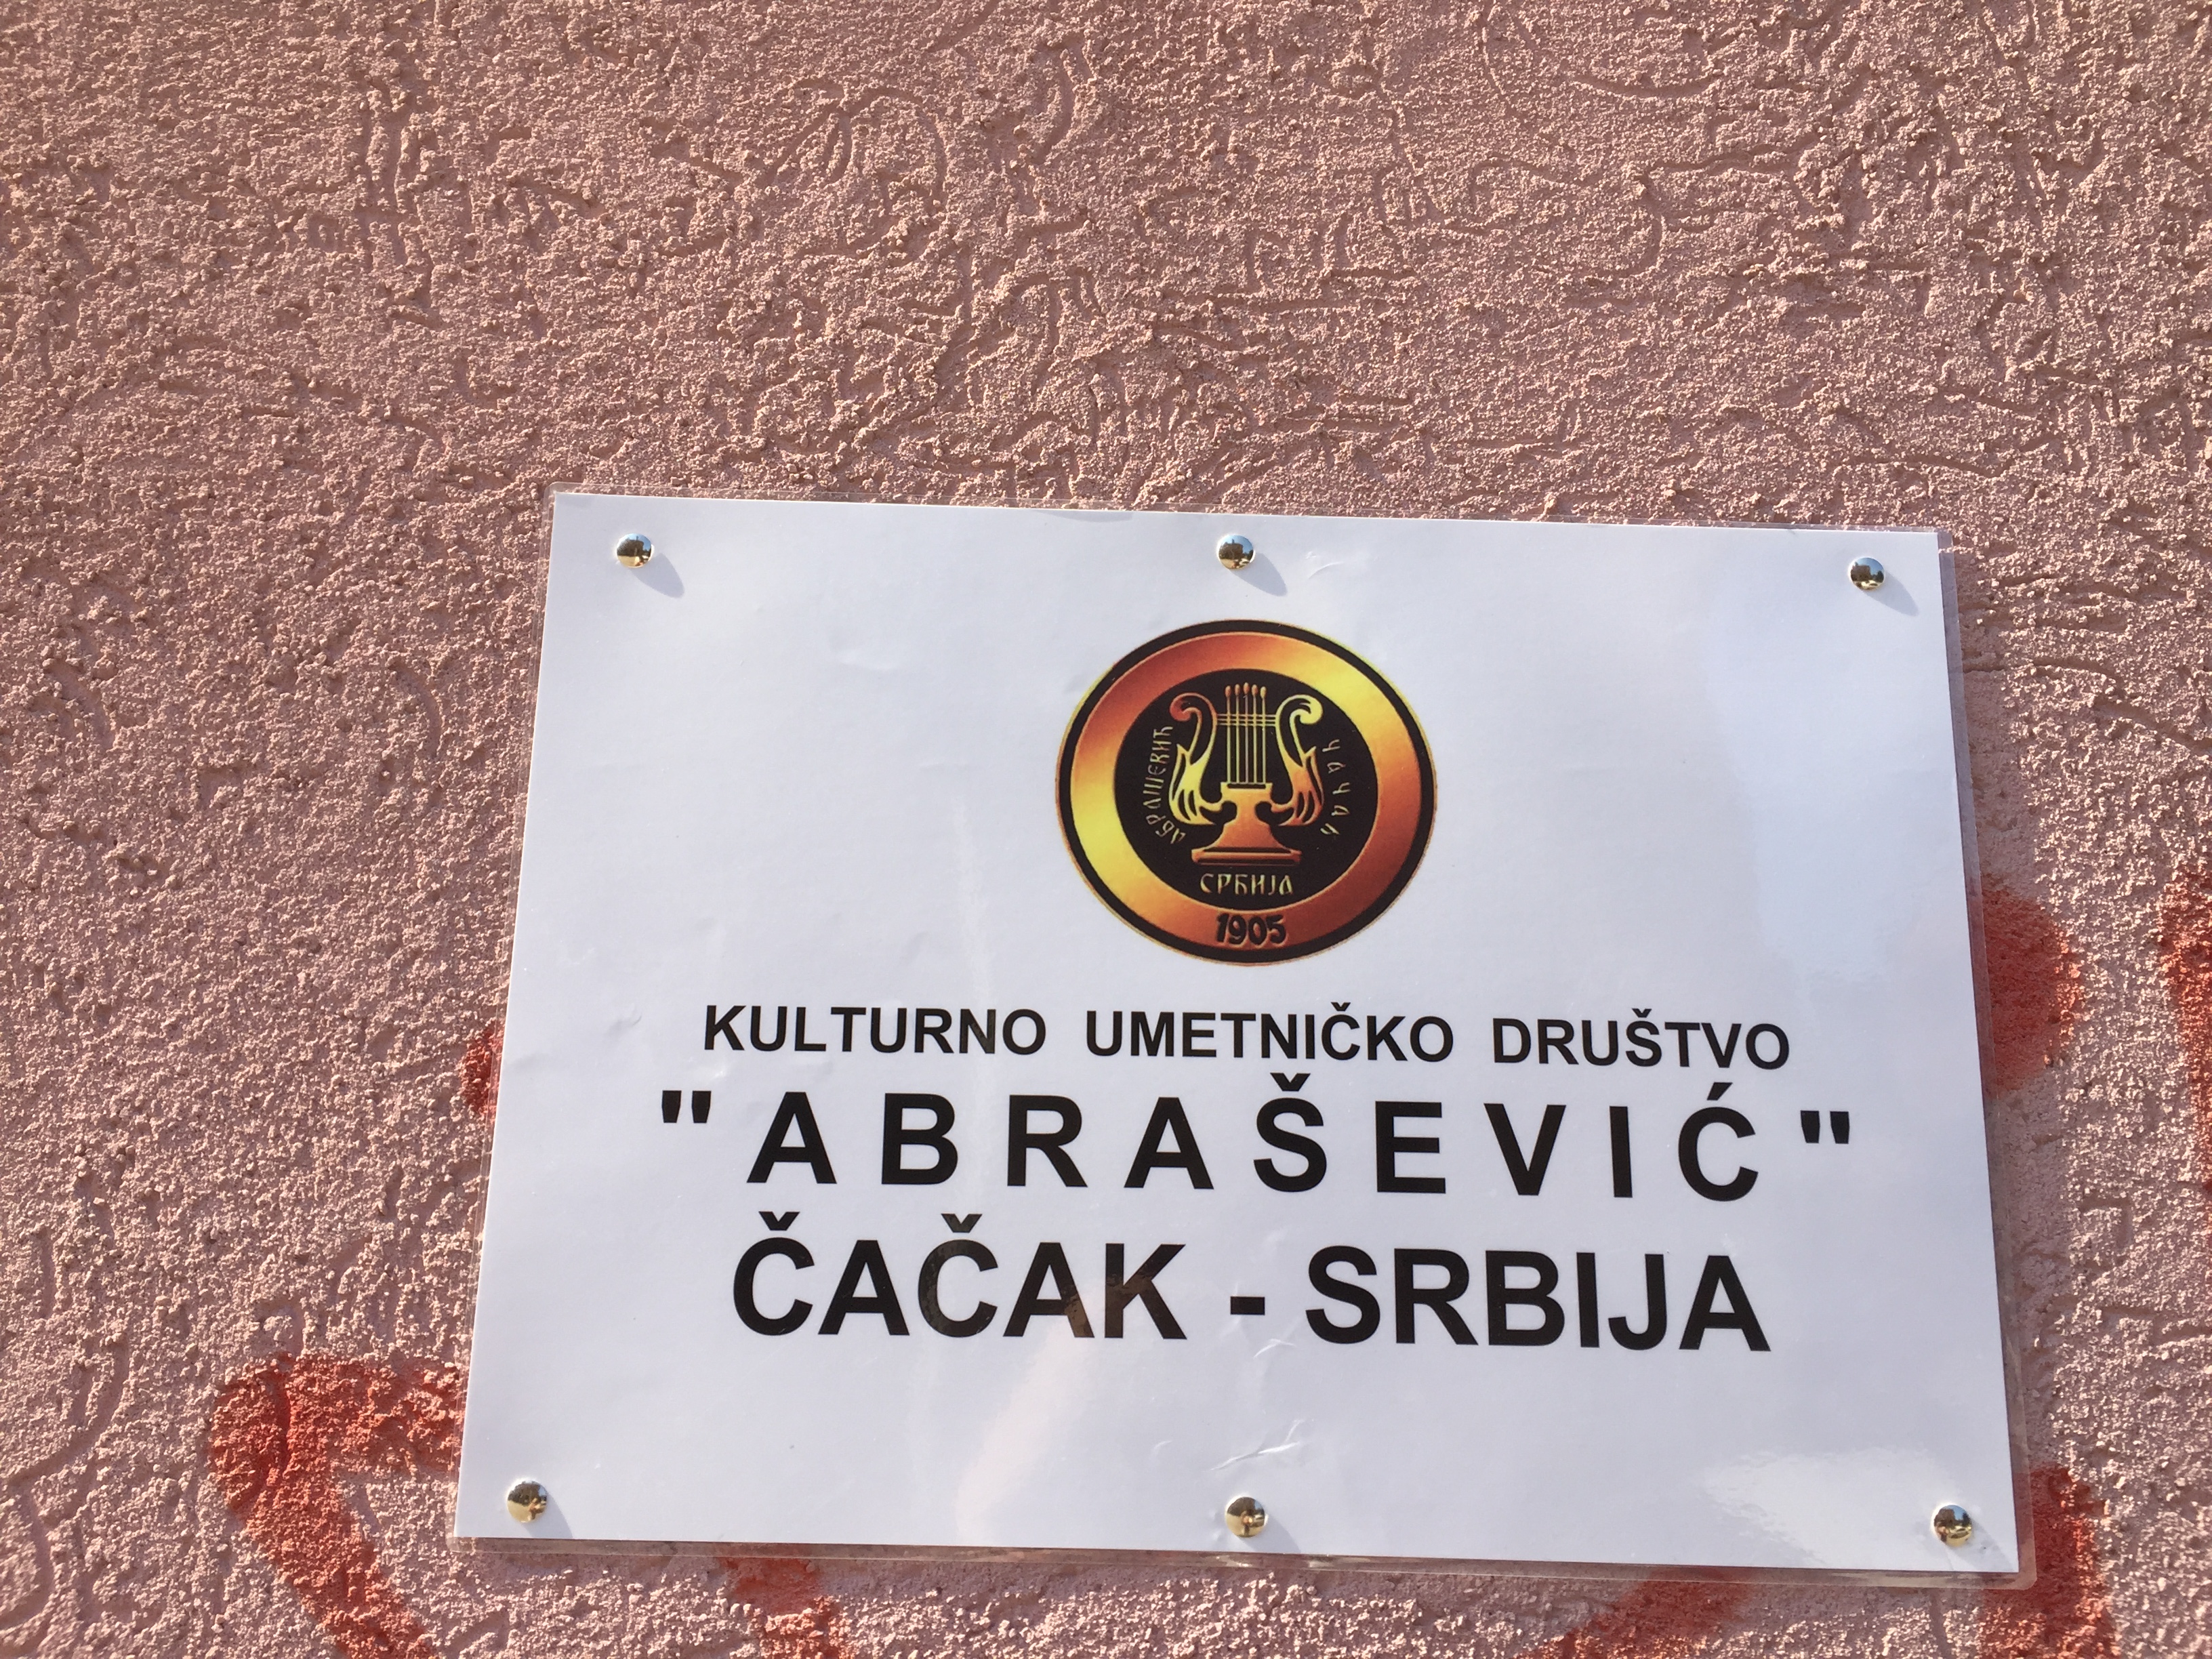 АБРАШЕВИЋ
ЧАЧАК
СРБИЈА
1905
KULTURNO UMETNIČKO DRUŠTVO
"ABRAŠEVIĆ"
ČAČAK - SRBIJA